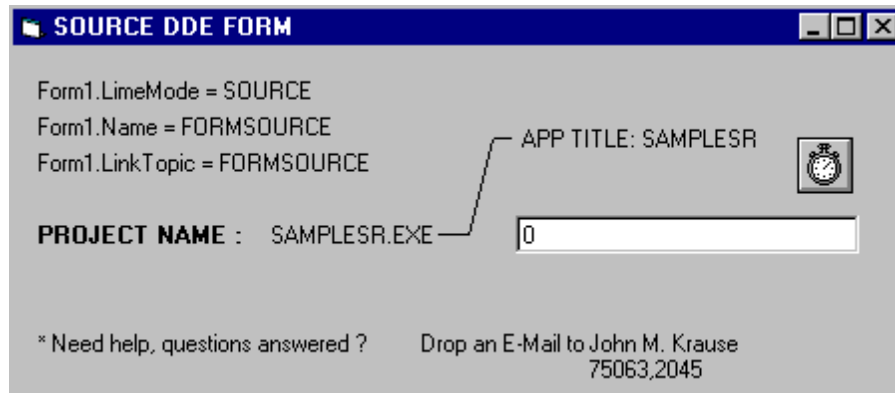 SOURCE DDE FORM
Form1.LimeMode = SOURCE
Form1.Name = FORMSOURCE
Form1.LinkTopic = FORMSOURCE
APP TITLE: SAMPLESR
PROJECT NAME : SAMPLESR.EXE
0
* Need help, questions answered ? Drop an E-Mail to John M. Krause
75063,2045